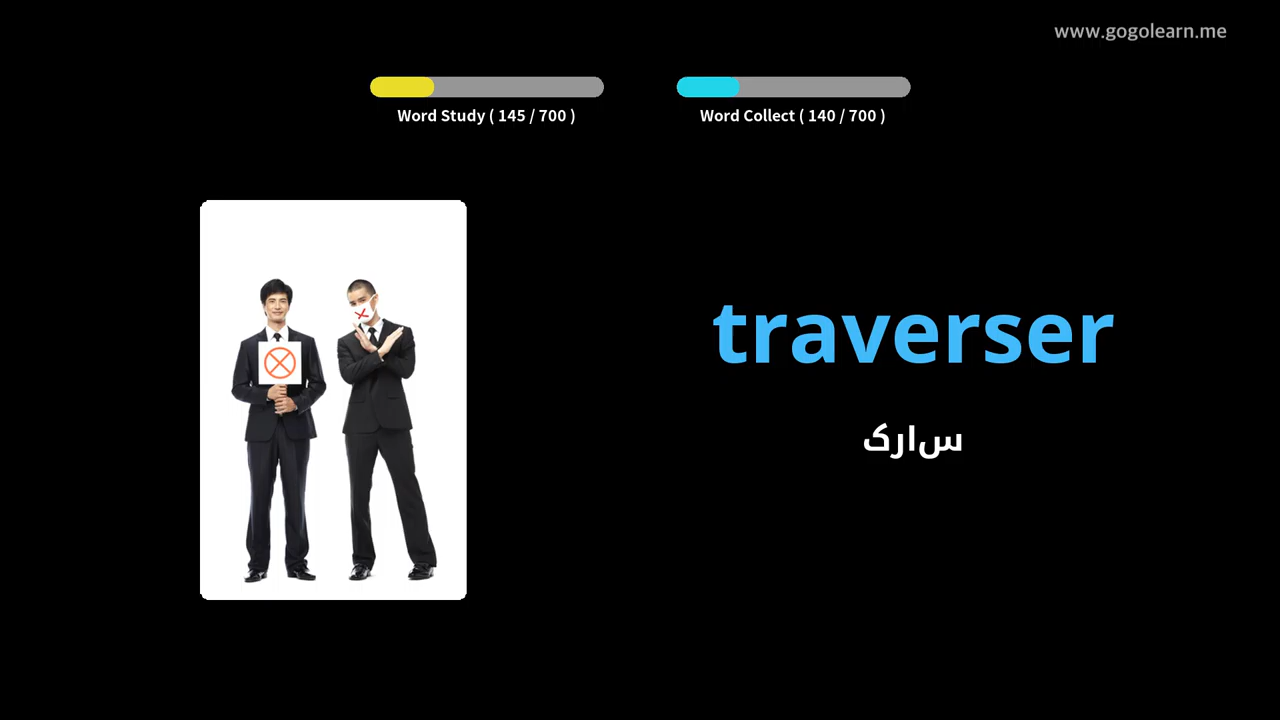 www.gogolearn.me
Word Study ( 145 / 700 )
Word Collect ( 140 / 700 )
traverser
سارک